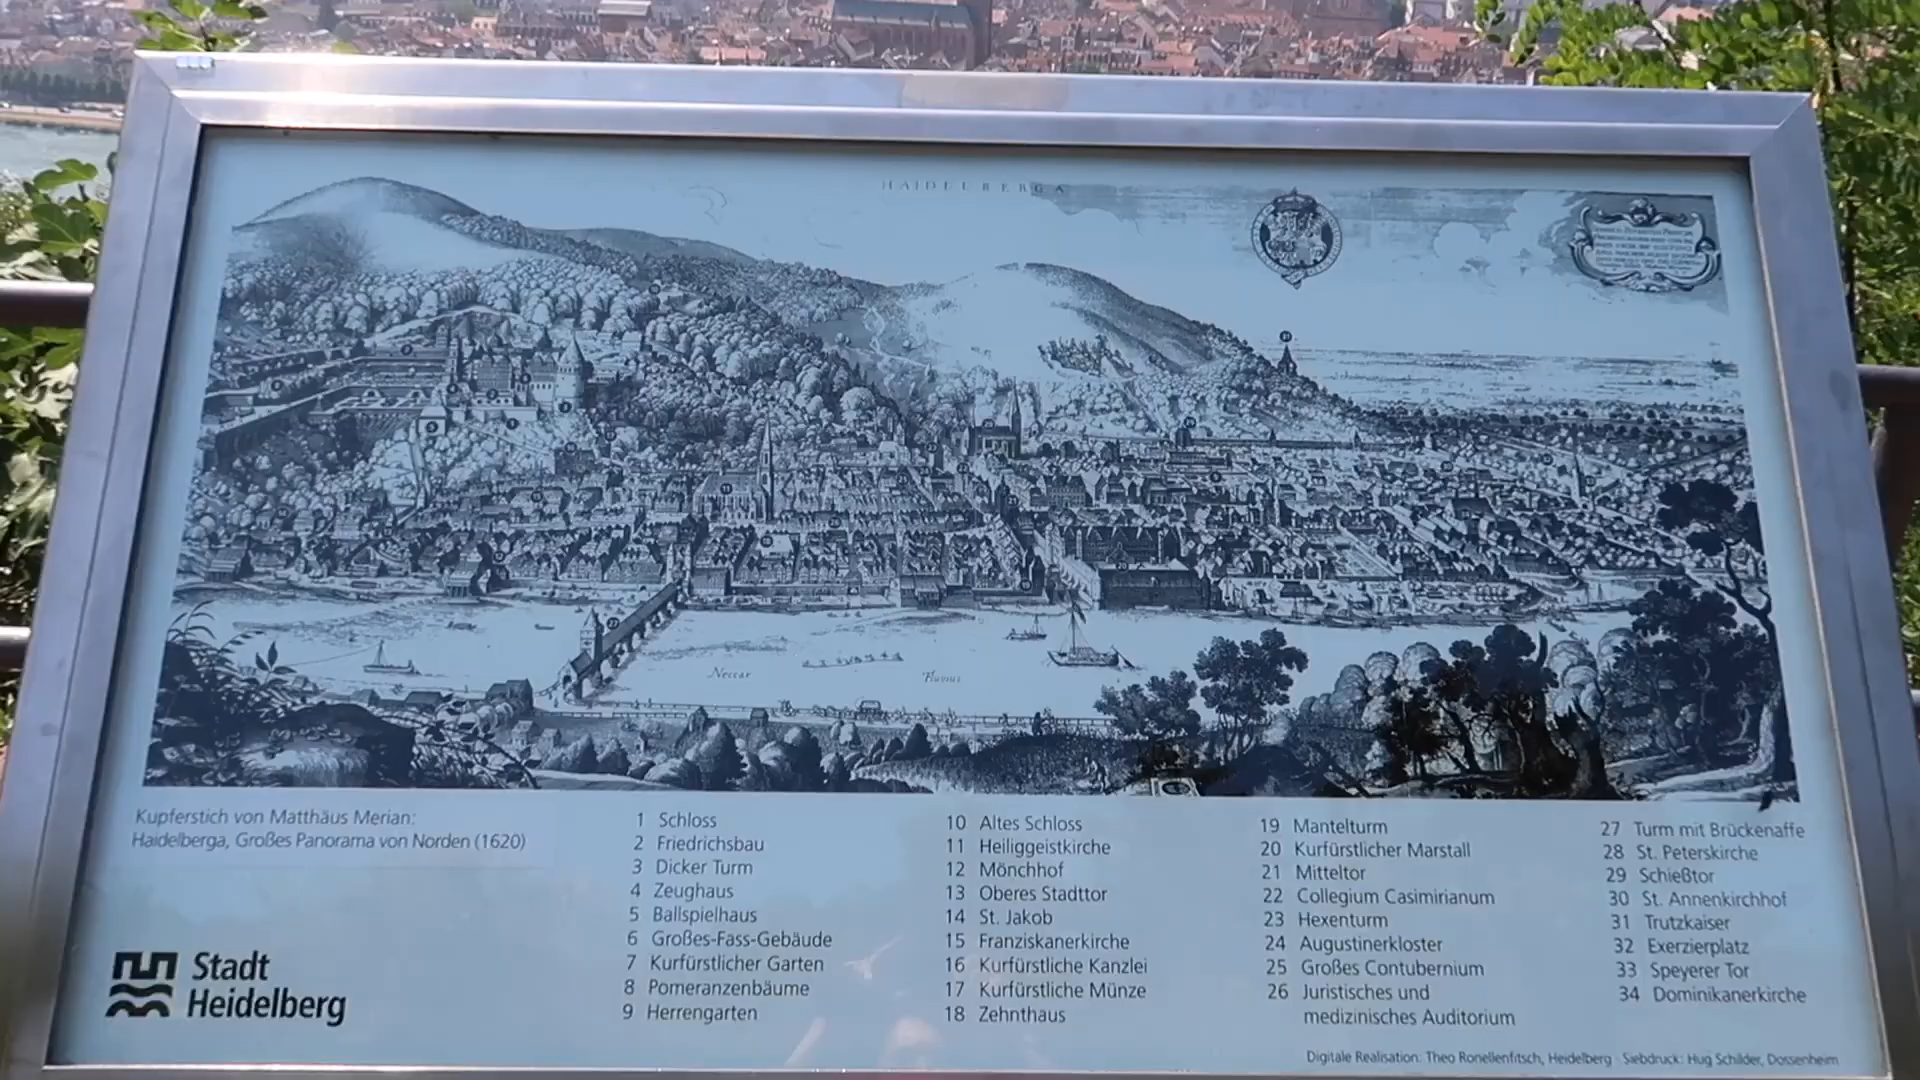 HAIDELBERGA
Neccar Fluvius
Kupferstich von Matthäus Merian:
Haidelberga, Großes Panorama von Norden (1620)
Stadt
Heidelberg
1 Schloss
2 Friedrichsbau
3 Dicker Turm
4 Zeughaus
5 Ballspielhaus
6 Großes-Fass-Gebäude
7 Kurfürstlicher Garten
8 Pomeranzenbäume
9 Herrengarten
10 Altes Schloss
11 Heiliggeistkirche
12 Mönchhof
13 Oberes Stadttor
14 St. Jakob
15 Franziskanerkirche
16 Kurfürstliche Kanzlei
17 Kurfürstliche Münze
18 Zehnthaus
19 Mantelturm
20 Kurfürstlicher Marstall
21 Mitteltor
22 Collegium Casimirianum
23 Hexenturm
24 Augustinerkloster
25 Großes Contubernium
26 Juristisches und
medizinisches Auditorium
27 Turm mit Brückenaffe
28 St. Peterskirche
29 Schießtor
30 St. Annenkirchhof
31 Trutzkaiser
32 Exerzierplatz
33 Speyerer Tor
34 Dominikanerkirche
Digitale Realisation: Theo Ronellenfitsch, Heidelberg · Siebdruck: Hug Schilder, Dossenheim